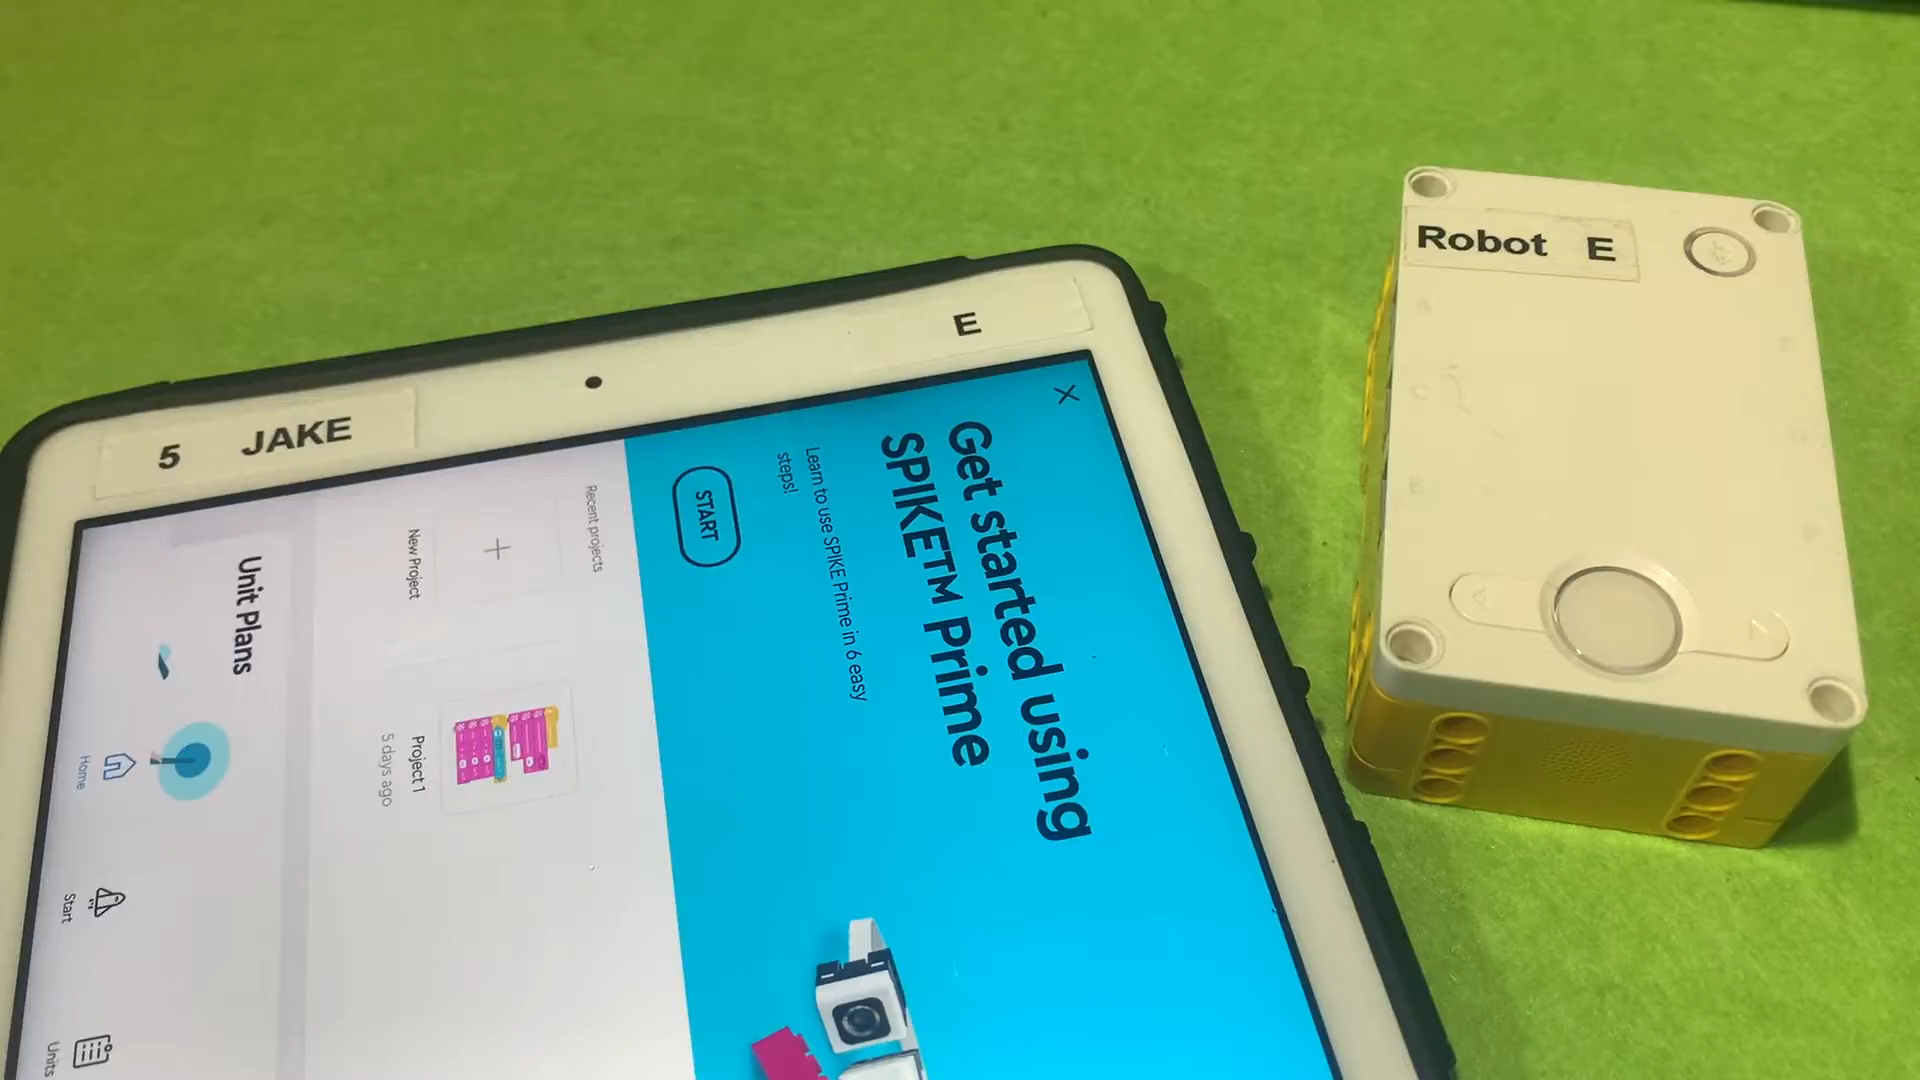 Robot E
E
5 JAKE
Get started using
SPIKETM Prime
Learn to use SPIKE Prime in 6 easy
steps!
START
Recent projects
New Project
Project 1
5 days ago
Unit Plans
Home
Start
Units